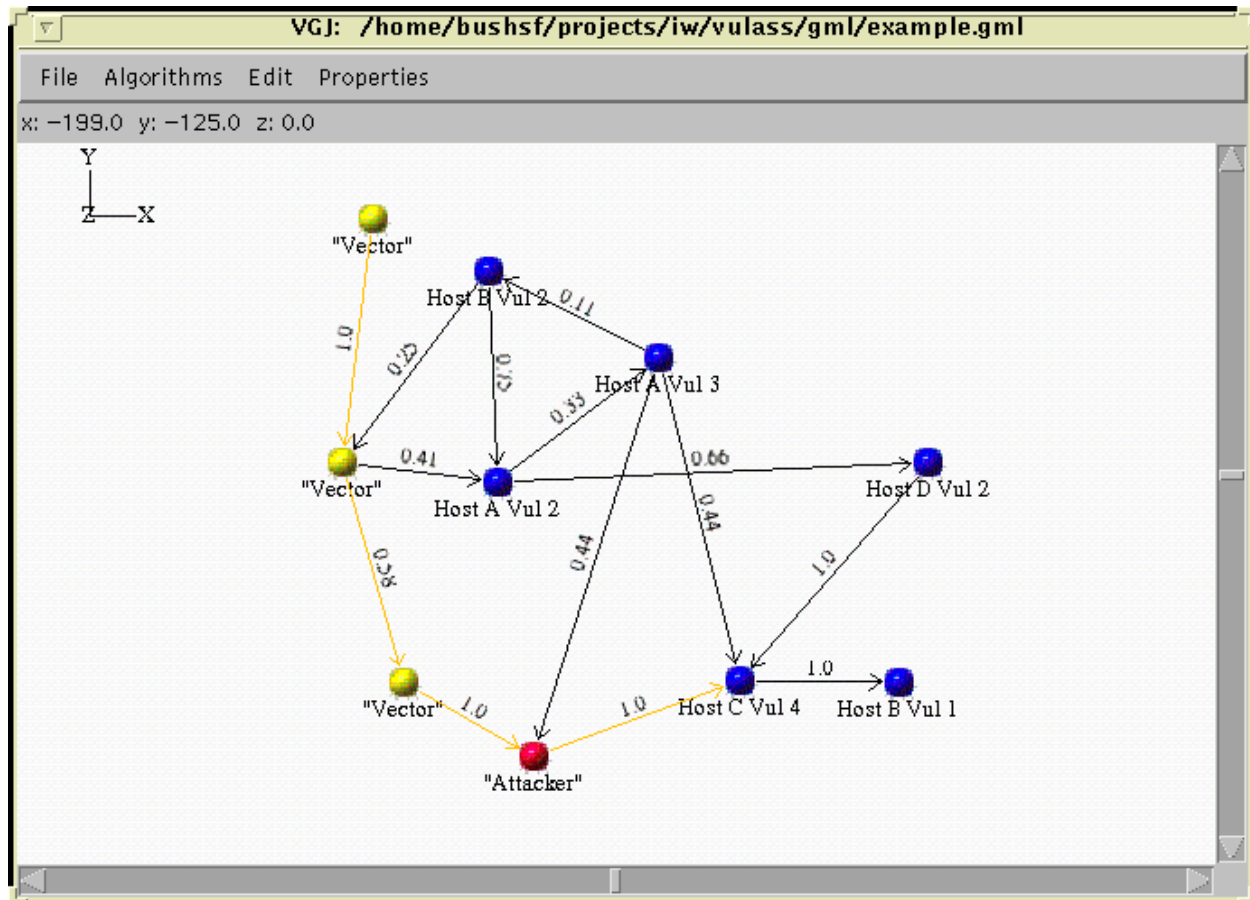 VGJ: /home/bushsf/projects/iw/vulass/gml/example.gml
File Algorithms Edit Properties
x: −199.0 y: −125.0 z: 0.0
Y
Z X
"Vector"
Host B Vul 2
0.11
1.0
0.25
0.75
Host A Vul 3
0.33
0.41
0.66
"Vector"
Host A Vul 2
Host D Vul 2
0.44
0.44
0.58
1.0
1.0
"Vector"
1.0
1.0
Host C Vul 4
Host B Vul 1
"Attacker"